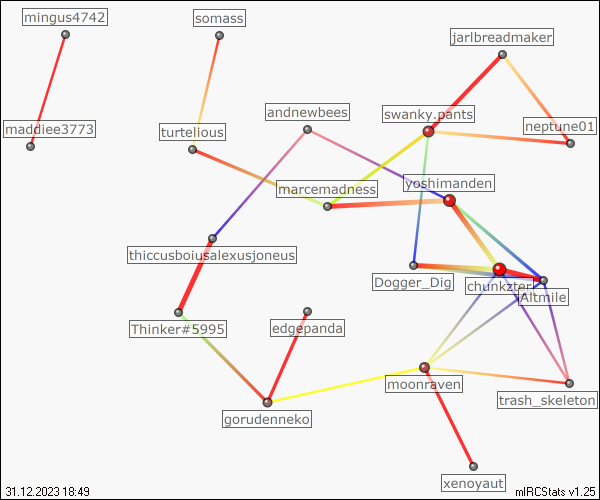 mingus4742
somass
jarlbreadmaker
andnewbees
swanky.pants
maddiee3773
turtelious
neptune01
marcemadness
yoshimanden
thiccusboiusalexusjoneus
Dogger_Dig
chunkzter
Altmile
Thinker#5995
edgepanda
moonraven
trash_skeleton
gorudenneko
xenoyaut
31.12.2023 18:49
mIRCStats v1.25